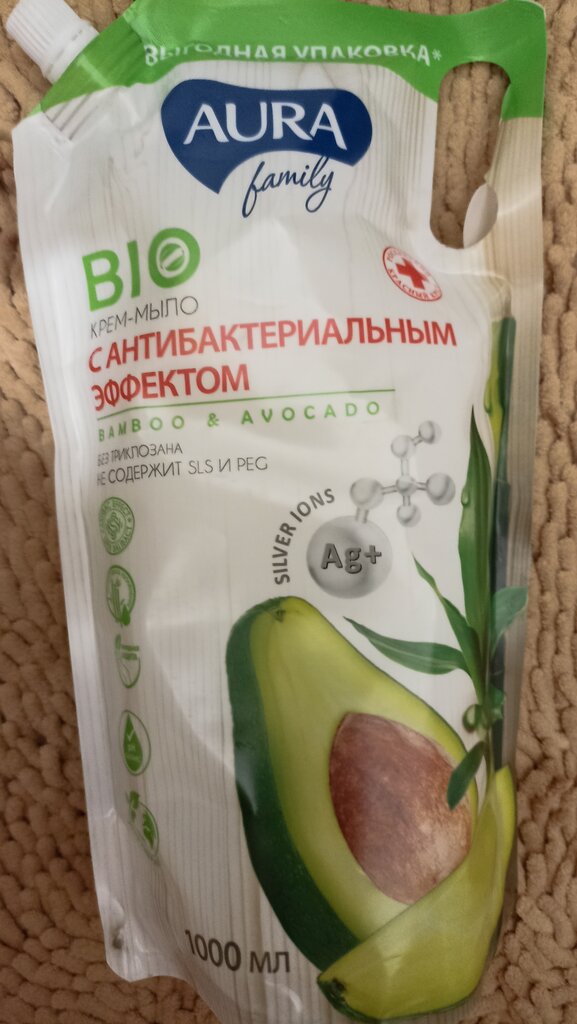 ВЫГОДНАЯ УПАКОВКА*
AURA
family
BIO
КРЕМ-МЫЛО
С АНТИБАКТЕРИАЛЬНЫМ
ЭФФЕКТОМ
BAMBOO & AVOCADO
БЕЗ ТРИКЛОЗАНА
НЕ СОДЕРЖИТ SLS И PEG
SILVER IONS
Ag+
1000 МЛ